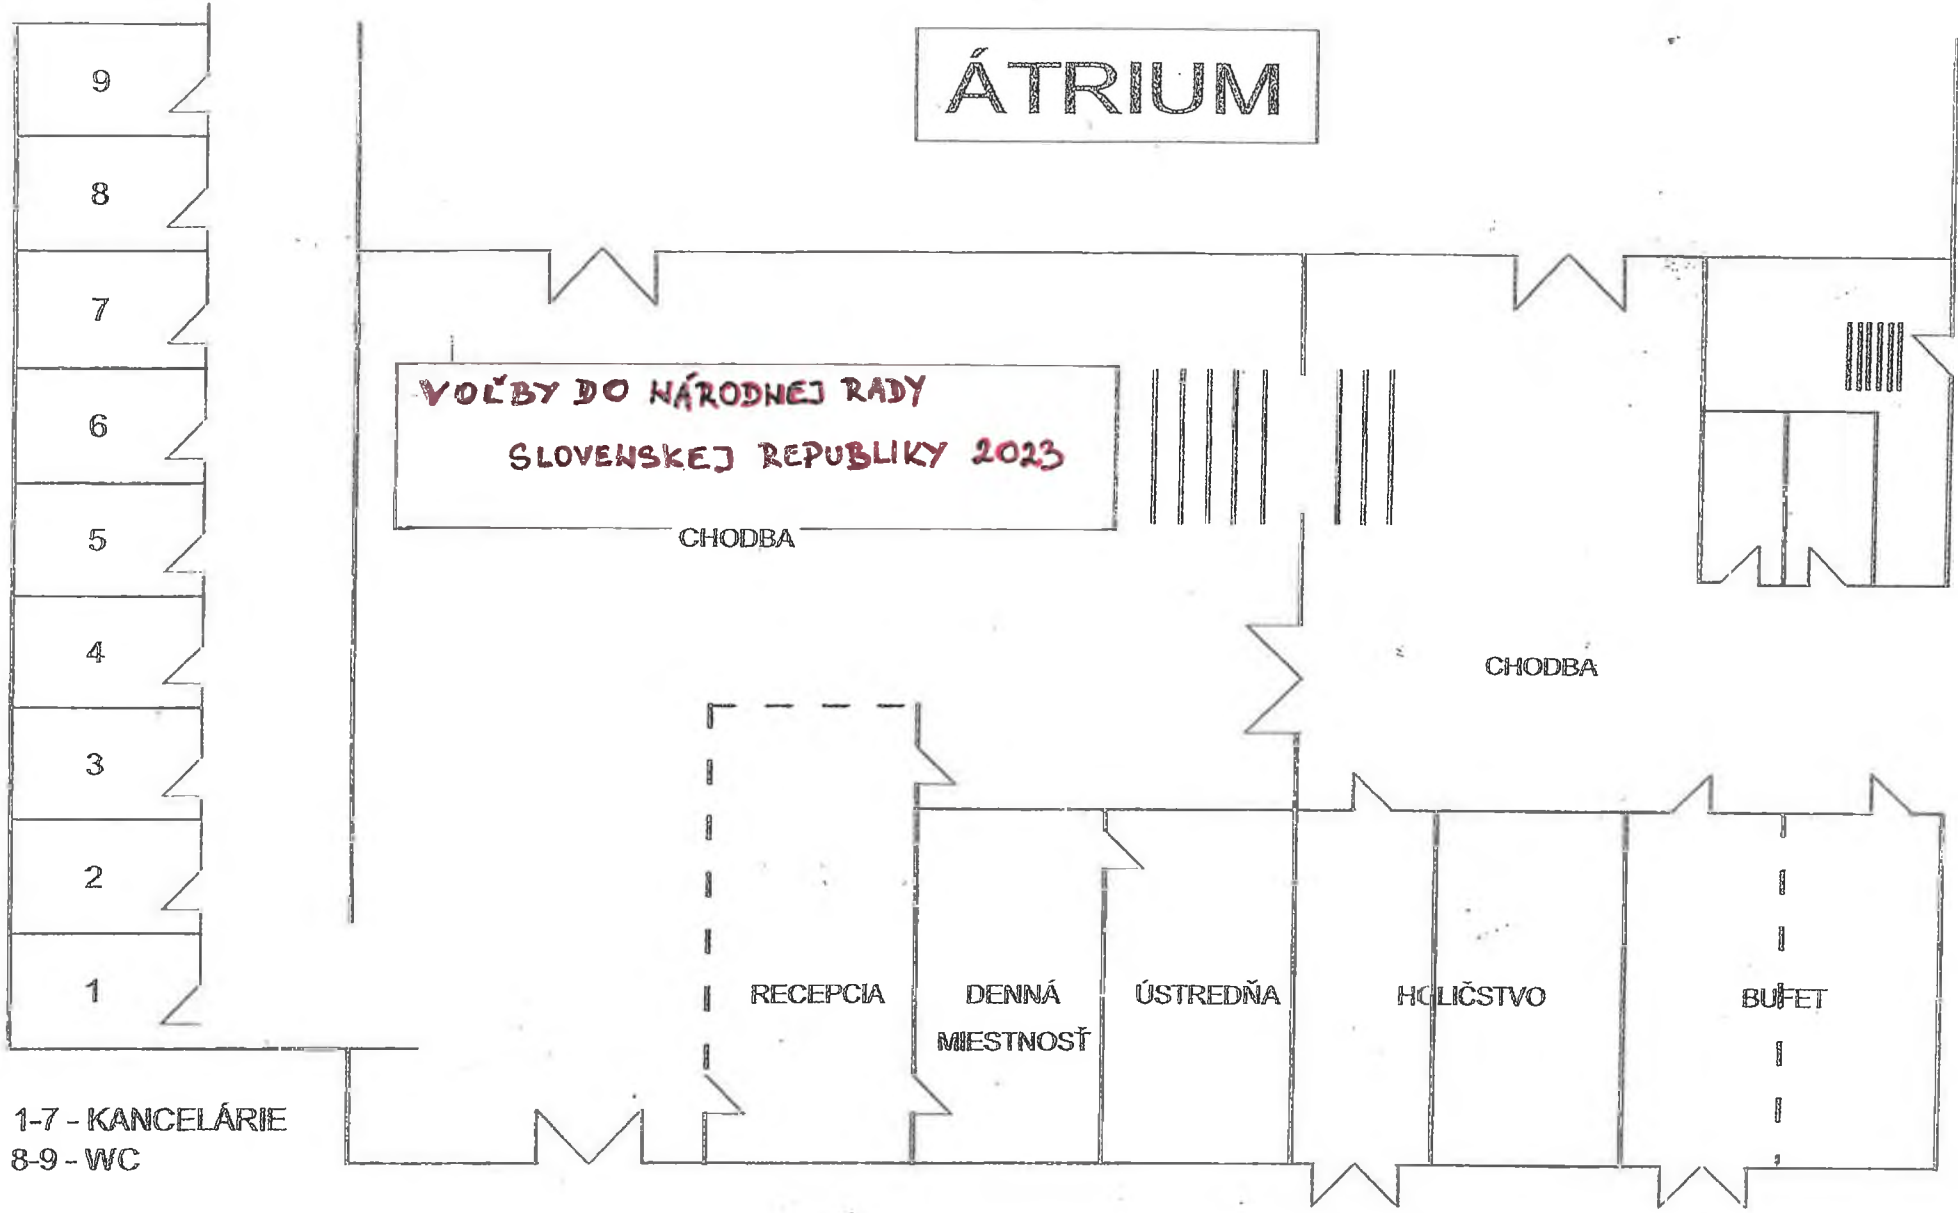 ÁTRIUM
9
8
7
6
5
4
3
2
1
VOĽBY DO NÁRODNEJ RADY
SLOVENSKEJ REPUBLIKY 2023
CHODBA
CHODBA
RECEPCIA
DENNÁ
MIESTNOSŤ
ÚSTREDŇA
HOLIČSTVO
BUFET
1-7 - KANCELÁRIE
8-9 - WC